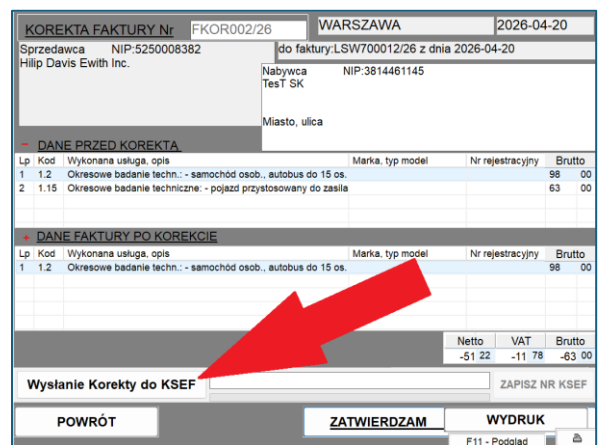 KOREKTA FAKTURY Nr FKOR002/26 WARSZAWA 2026-04-20
Sprzedawca NIP:5250008382 do faktury:LSW700012/26 z dnia 2026-04-20
Hilip Davis Ewith Inc.
Nabywca NIP:3814461145
TesT SK
Miasto, ulica
- DANE PRZED KOREKTĄ
Lp Kod Wykonana usługa, opis Marka, typ model Nr rejestracyjny Brutto
1 1.2 Okresowe badanie techn.: - samochód osob., autobus do 15 os. 98 00
2 1.15 Okresowe badanie techniczne: - pojazd przystosowany do zasila 63 00
+ DANE FAKTURY PO KOREKCIE
Lp Kod Wykonana usługa, opis Marka, typ model Nr rejestracyjny Brutto
1 1.2 Okresowe badanie techn.: - samochód osob., autobus do 15 os. 98 00
Netto VAT Brutto
-51 22 -11 78 -63 00
Wysłanie Korekty do KSEF ZAPISZ NR KSEF
POWRÓT ZATWIERDZAM WYDRUK
F11 - Podgląd